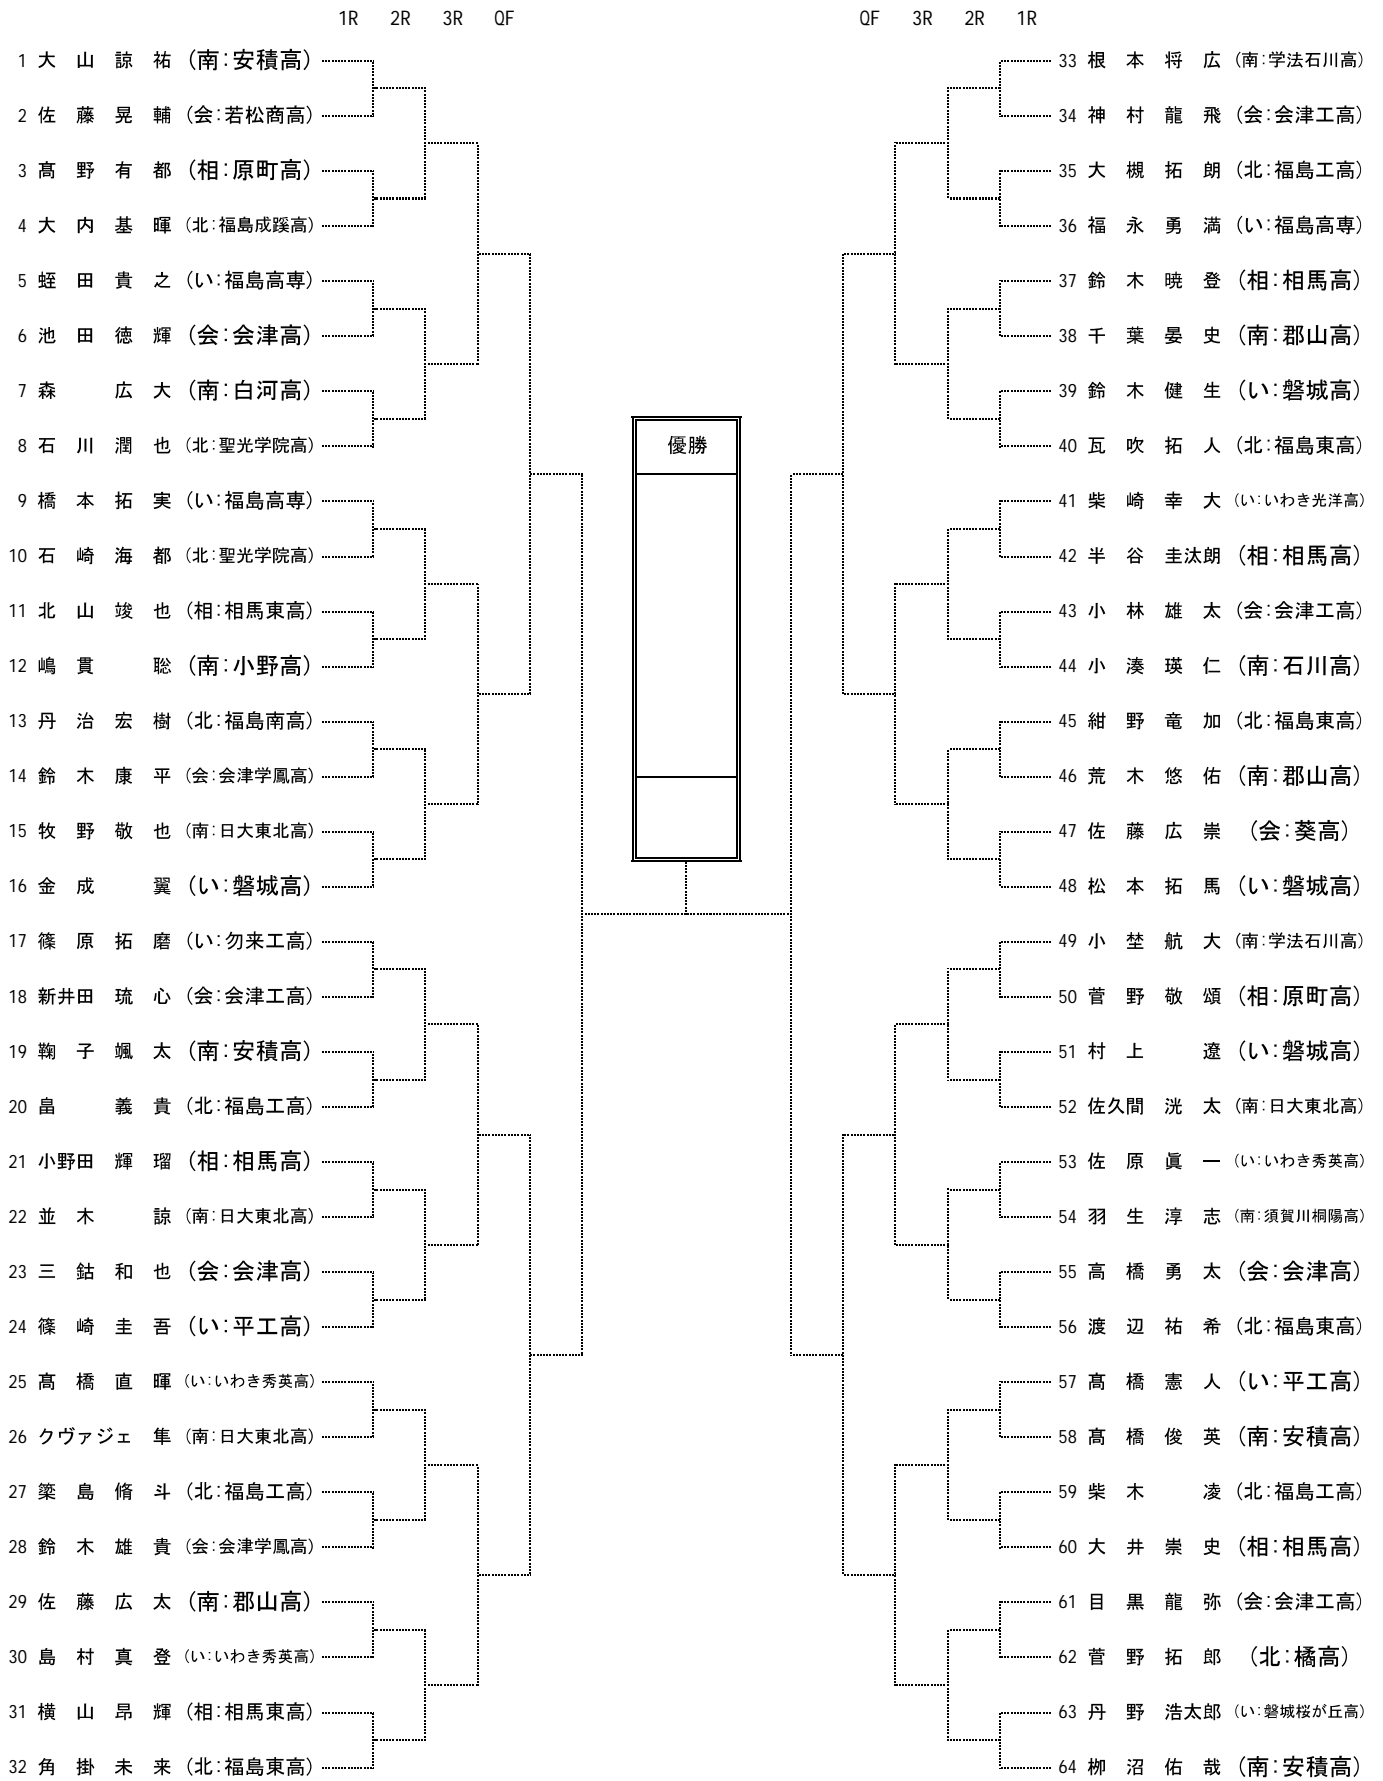 1R 2R 3R QF
QF 3R 2R 1R
1 大山諒祐 (南:安積高)
2 佐藤晃輔 (会:若松商高)
3 髙野有都 (相:原町高)
4 大内基暉 (北:福島成蹊高)
5 蛭田貴之 (い:福島高専)
6 池田徳輝 (会:会津高)
7 森広大 (南:白河高)
8 石川潤也 (北:聖光学院高)
9 橋本拓実 (い:福島高専)
10 石崎海都 (北:聖光学院高)
11 北山竣也 (相:相馬東高)
12 嶋貫聡 (南:小野高)
13 丹治宏樹 (北:福島南高)
14 鈴木康平 (会:会津学鳳高)
15 牧野敬也 (南:日大東北高)
16 金成翼 (い:磐城高)
17 篠原拓磨 (い:勿来工高)
18 新井田琉心 (会:会津工高)
19 鞠子颯太 (南:安積高)
20 畠義貴 (北:福島工高)
21 小野田輝瑠 (相:相馬高)
22 並木諒 (南:日大東北高)
23 三鈷和也 (会:会津高)
24 篠崎圭吾 (い:平工高)
25 髙橋直暉 (い:いわき秀英高)
26 クヴァジェ隼 (南:日大東北高)
27 簗島脩斗 (北:福島工高)
28 鈴木雄貴 (会:会津学鳳高)
29 佐藤広太 (南:郡山高)
30 島村真登 (い:いわき秀英高)
31 横山昂輝 (相:相馬東高)
32 角掛未来 (北:福島東高)
優勝
33 根本将広 (南:学法石川高)
34 神村龍飛 (会:会津工高)
35 大槻拓朗 (北:福島工高)
36 福永勇満 (い:福島高専)
37 鈴木暁登 (相:相馬高)
38 千葉晏史 (南:郡山高)
39 鈴木健生 (い:磐城高)
40 瓦吹拓人 (北:福島東高)
41 柴崎幸大 (い:いわき光洋高)
42 半谷圭汰朗 (相:相馬高)
43 小林雄太 (会:会津工高)
44 小湊瑛仁 (南:石川高)
45 紺野竜加 (北:福島東高)
46 荒木悠佑 (南:郡山高)
47 佐藤広崇 (会:葵高)
48 松本拓馬 (い:磐城高)
49 小埜航大 (南:学法石川高)
50 菅野敬頌 (相:原町高)
51 村上遼 (い:磐城高)
52 佐久間洸太 (南:日大東北高)
53 佐原眞一 (い:いわき秀英高)
54 羽生淳志 (南:須賀川桐陽高)
55 高橋勇太 (会:会津高)
56 渡辺祐希 (北:福島東高)
57 髙橋憲人 (い:平工高)
58 髙橋俊英 (南:安積高)
59 柴木凌 (北:福島工高)
60 大井崇史 (相:相馬高)
61 目黒龍弥 (会:会津工高)
62 菅野拓郎 (北:橘高)
63 丹野浩太郎 (い:磐城桜が丘高)
64 栁沼佑哉 (南:安積高)